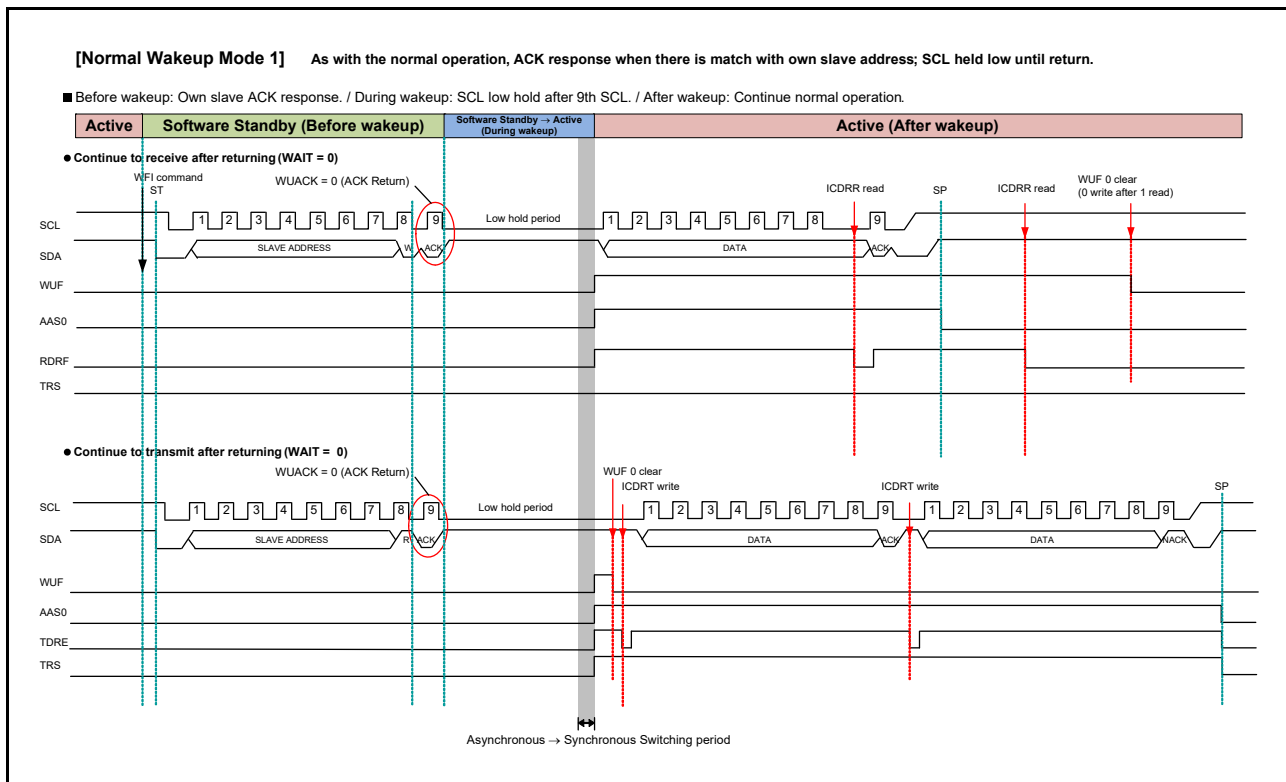 [Normal Wakeup Mode 1] As with the normal operation, ACK response when there is match with own slave address; SCL held low until return.
■ Before wakeup: Own slave ACK response. / During wakeup: SCL low hold after 9th SCL. / After wakeup: Continue normal operation.
Active Software Standby (Before wakeup) Software Standby → Active (During wakeup) Active (After wakeup)
● Continue to receive after returning (WAIT = 0)
WFI command
ST
WUACK = 0 (ACK Return)
ICDRR read
SP
ICDRR read
WUF 0 clear
(0 write after 1 read)
SCL 1 2 3 4 5 6 7 8 9 Low hold period 1 2 3 4 5 6 7 8 9
SDA SLAVE ADDRESS W ACK DATA ACK
WUF
AAS0
RDRF
TRS
● Continue to transmit after returning (WAIT = 0)
WUACK = 0 (ACK Return)
WUF 0 clear
ICDRT write
ICDRT write
SP
SCL 1 2 3 4 5 6 7 8 9 Low hold period 1 2 3 4 5 6 7 8 9 1 2 3 4 5 6 7 8 9
SDA SLAVE ADDRESS R ACK DATA ACK DATA NACK
WUF
AAS0
TDRE
TRS
Asynchronous → Synchronous Switching period